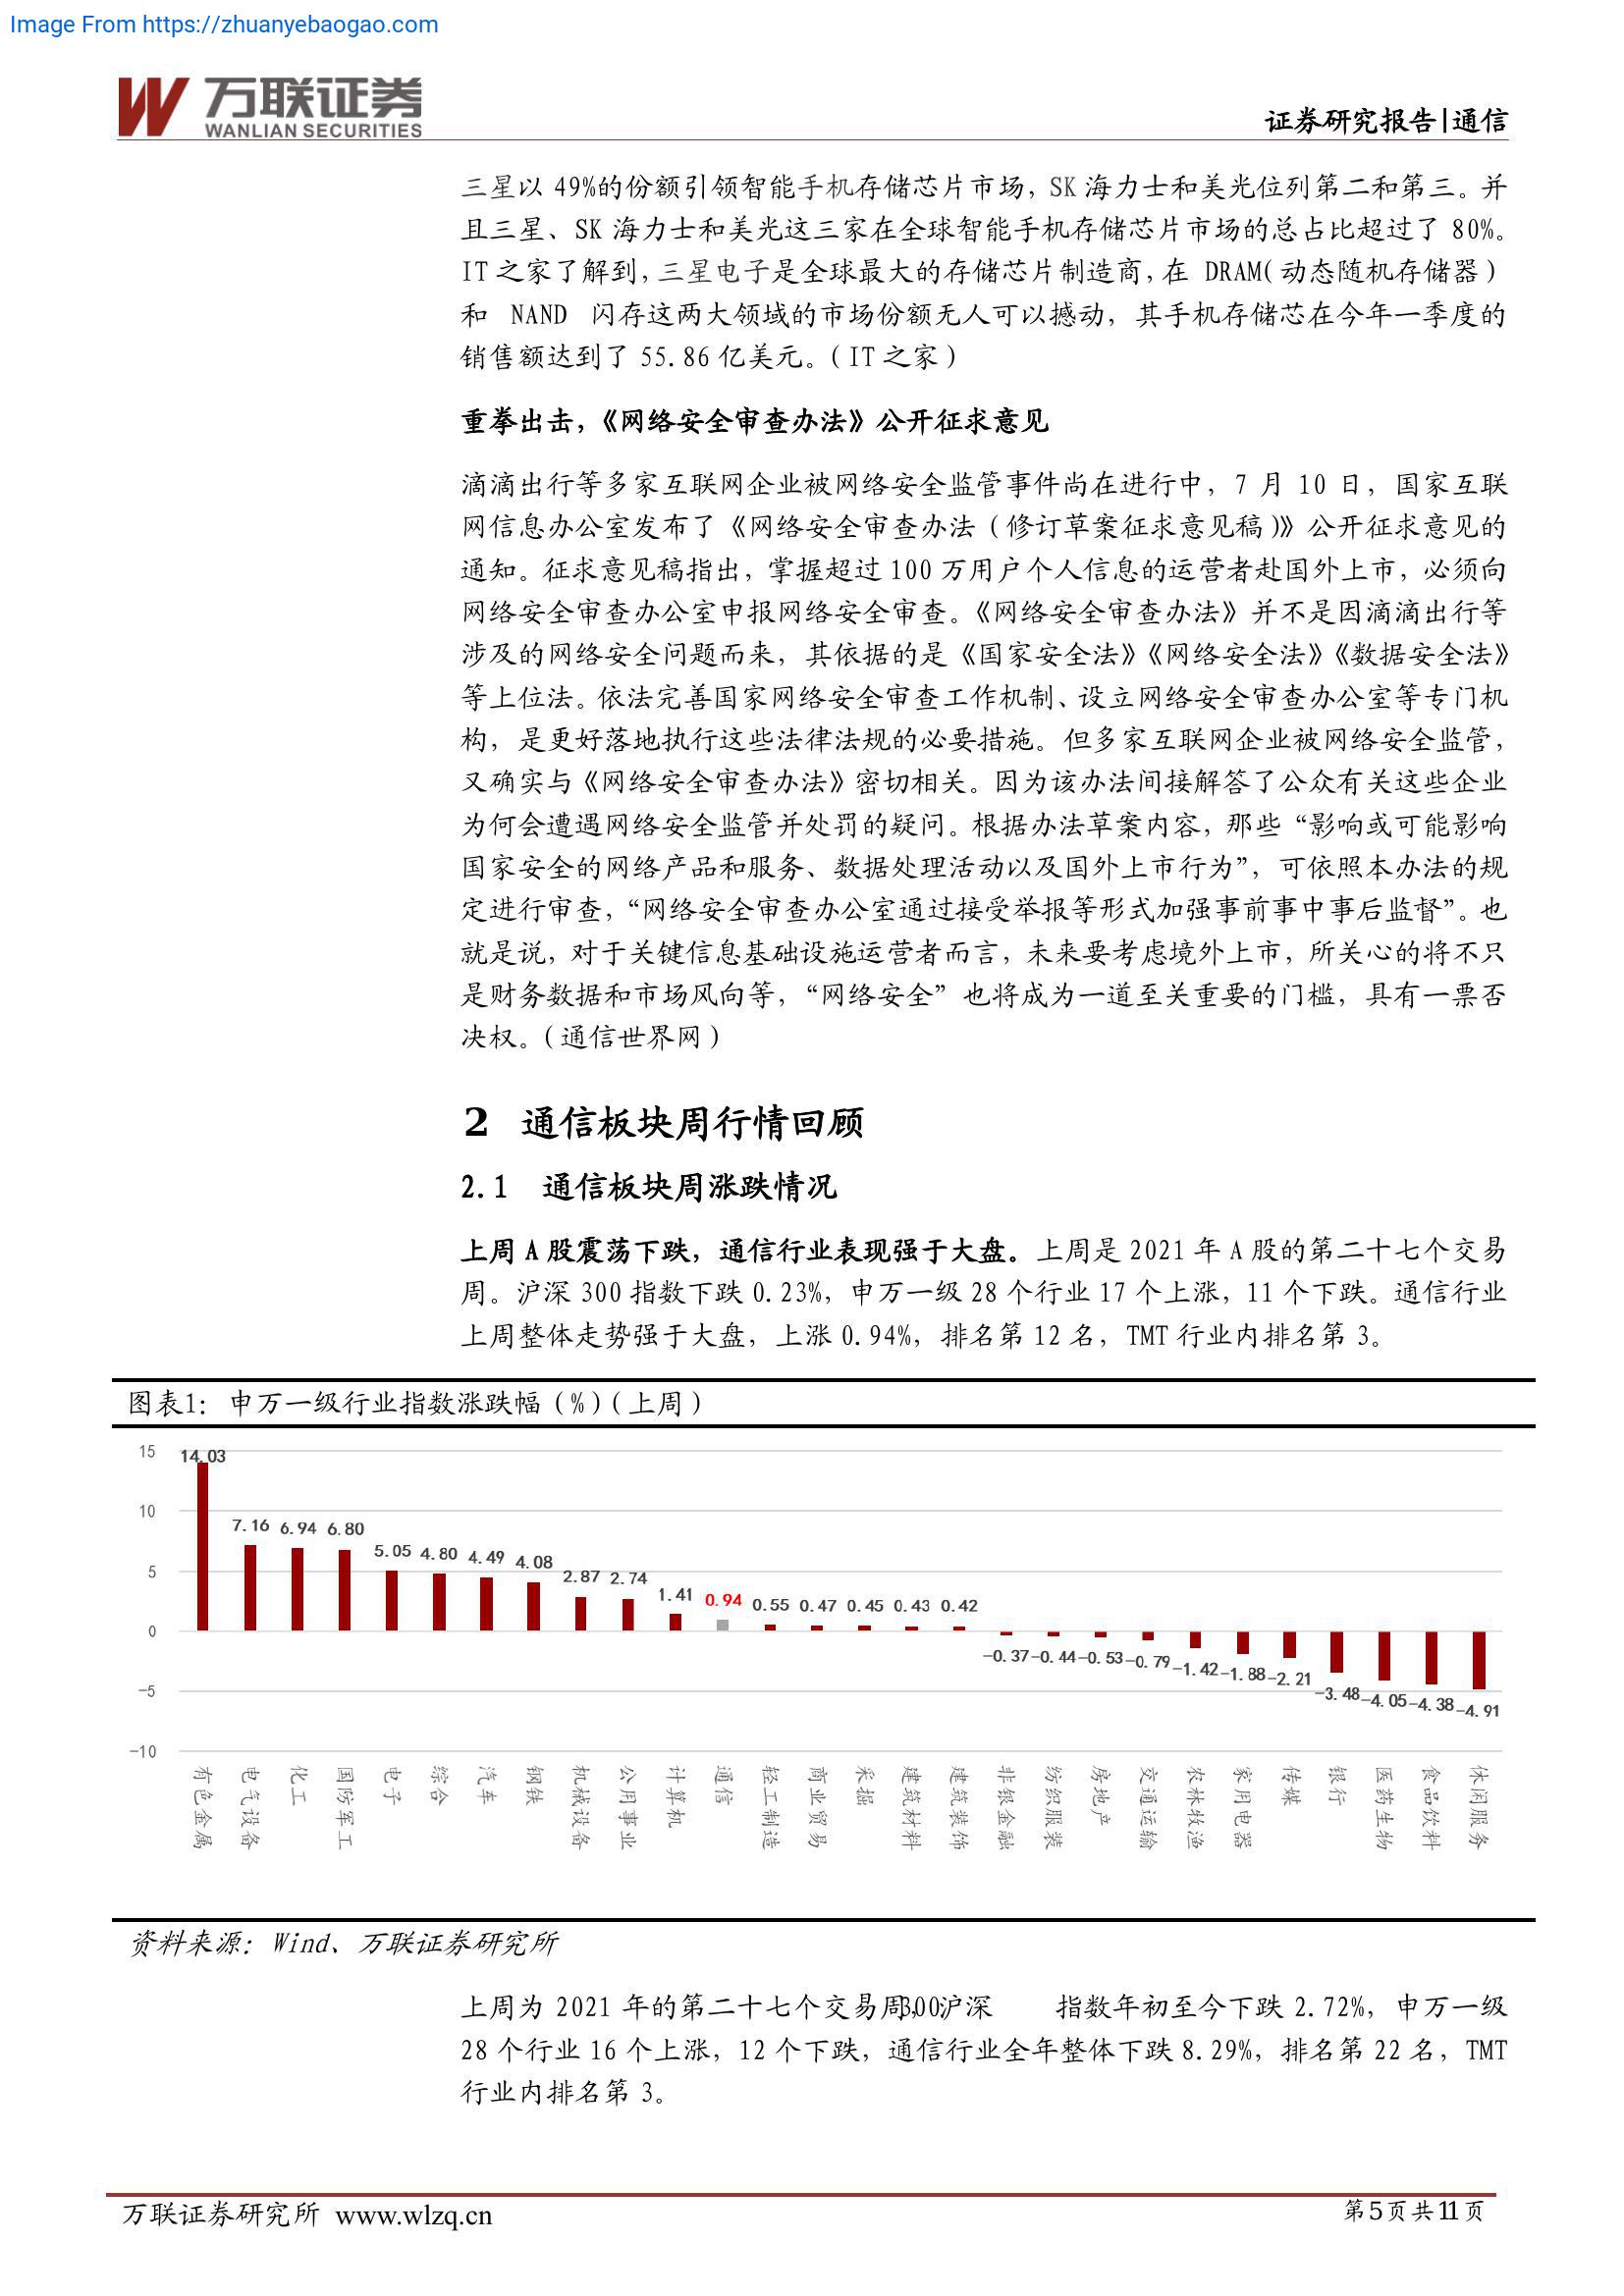 Image From https://zhuanyebaogao.com
万联证券
WANLIAN SECURITIES
证券研究报告|通信
三星以 49%的份额引领智能手机存储芯片市场，SK 海力士和美光位列第二和第三。并
且三星、SK 海力士和美光这三家在全球智能手机存储芯片市场的总占比超过了 80%。
IT 之家了解到，三星电子是全球最大的存储芯片制造商，在 DRAM（动态随机存储器）
和 NAND 闪存这两大领域的市场份额无人可以撼动，其手机存储芯在今年一季度的
销售额达到了 55.86 亿美元。（IT 之家）
重拳出击，《网络安全审查办法》公开征求意见
滴滴出行等多家互联网企业被网络安全监管事件尚在进行中，7 月 10 日，国家互联
网信息办公室发布了《网络安全审查办法（修订草案征求意见稿）》公开征求意见的
通知。征求意见稿指出，掌握超过 100 万用户个人信息的运营者赴国外上市，必须向
网络安全审查办公室申报网络安全审查。《网络安全审查办法》并不是因滴滴出行等
涉及的网络安全问题而来，其依据的是《国家安全法》《网络安全法》《数据安全法》
等上位法。依法完善国家网络安全审查工作机制、设立网络安全审查办公室等专门机
构，是更好落地执行这些法律法规的必要措施。但多家互联网企业被网络安全监管，
又确实与《网络安全审查办法》密切相关。因为该办法间接解答了公众有关这些企业
为何会遭遇网络安全监管并处罚的疑问。根据办法草案内容，那些“影响或可能影响
国家安全的网络产品和服务、数据处理活动以及国外上市行为”，可依照本办法的规
定进行审查，“网络安全审查办公室通过接受举报等形式加强事前事中事后监督”。也
就是说，对于关键信息基础设施运营者而言，未来要考虑境外上市，所关心的将不只
是财务数据和市场风向等，“网络安全”也将成为一道至关重要的门槛，具有一票否
决权。（通信世界网）
2 通信板块周行情回顾
2.1 通信板块周涨跌情况
上周 A 股震荡下跌，通信行业表现强于大盘。上周是 2021 年 A 股的第二十七个交易
周。沪深 300 指数下跌 0.23%，申万一级 28 个行业 17 个上涨，11 个下跌。通信行业
上周整体走势强于大盘，上涨 0.94%，排名第 12 名，TMT 行业内排名第 3。
图表1：申万一级行业指数涨跌幅（%）（上周）
15
10
5
0
-5
-10
14.03 7.16 6.94 6.80 5.05 4.80 4.49 4.08 2.87 2.74 1.41 0.94 0.55 0.47 0.45 0.43 0.42 -0.37 -0.44 -0.53 -0.79 -1.42 -1.88 -2.21 -3.48 -4.05 -4.38 -4.91
有色金属
电气设备
化工
国防军工
电子
综合
汽车
钢铁
机械设备
公用事业
计算机
通信
轻工制造
商业贸易
采掘
建筑材料
建筑装饰
非银金融
纺织服装
房地产
交通运输
农林牧渔
家用电器
传媒
银行
医药生物
食品饮料
休闲服务
资料来源：Wind、万联证券研究所
上周为 2021 年的第二十七个交易周，沪深 300 指数年初至今下跌 2.72%，申万一级
28 个行业 16 个上涨，12 个下跌，通信行业全年整体下跌 8.29%，排名第 22 名，TMT
行业内排名第 3。
万联证券研究所 www.wlzq.cn
第5页共11页